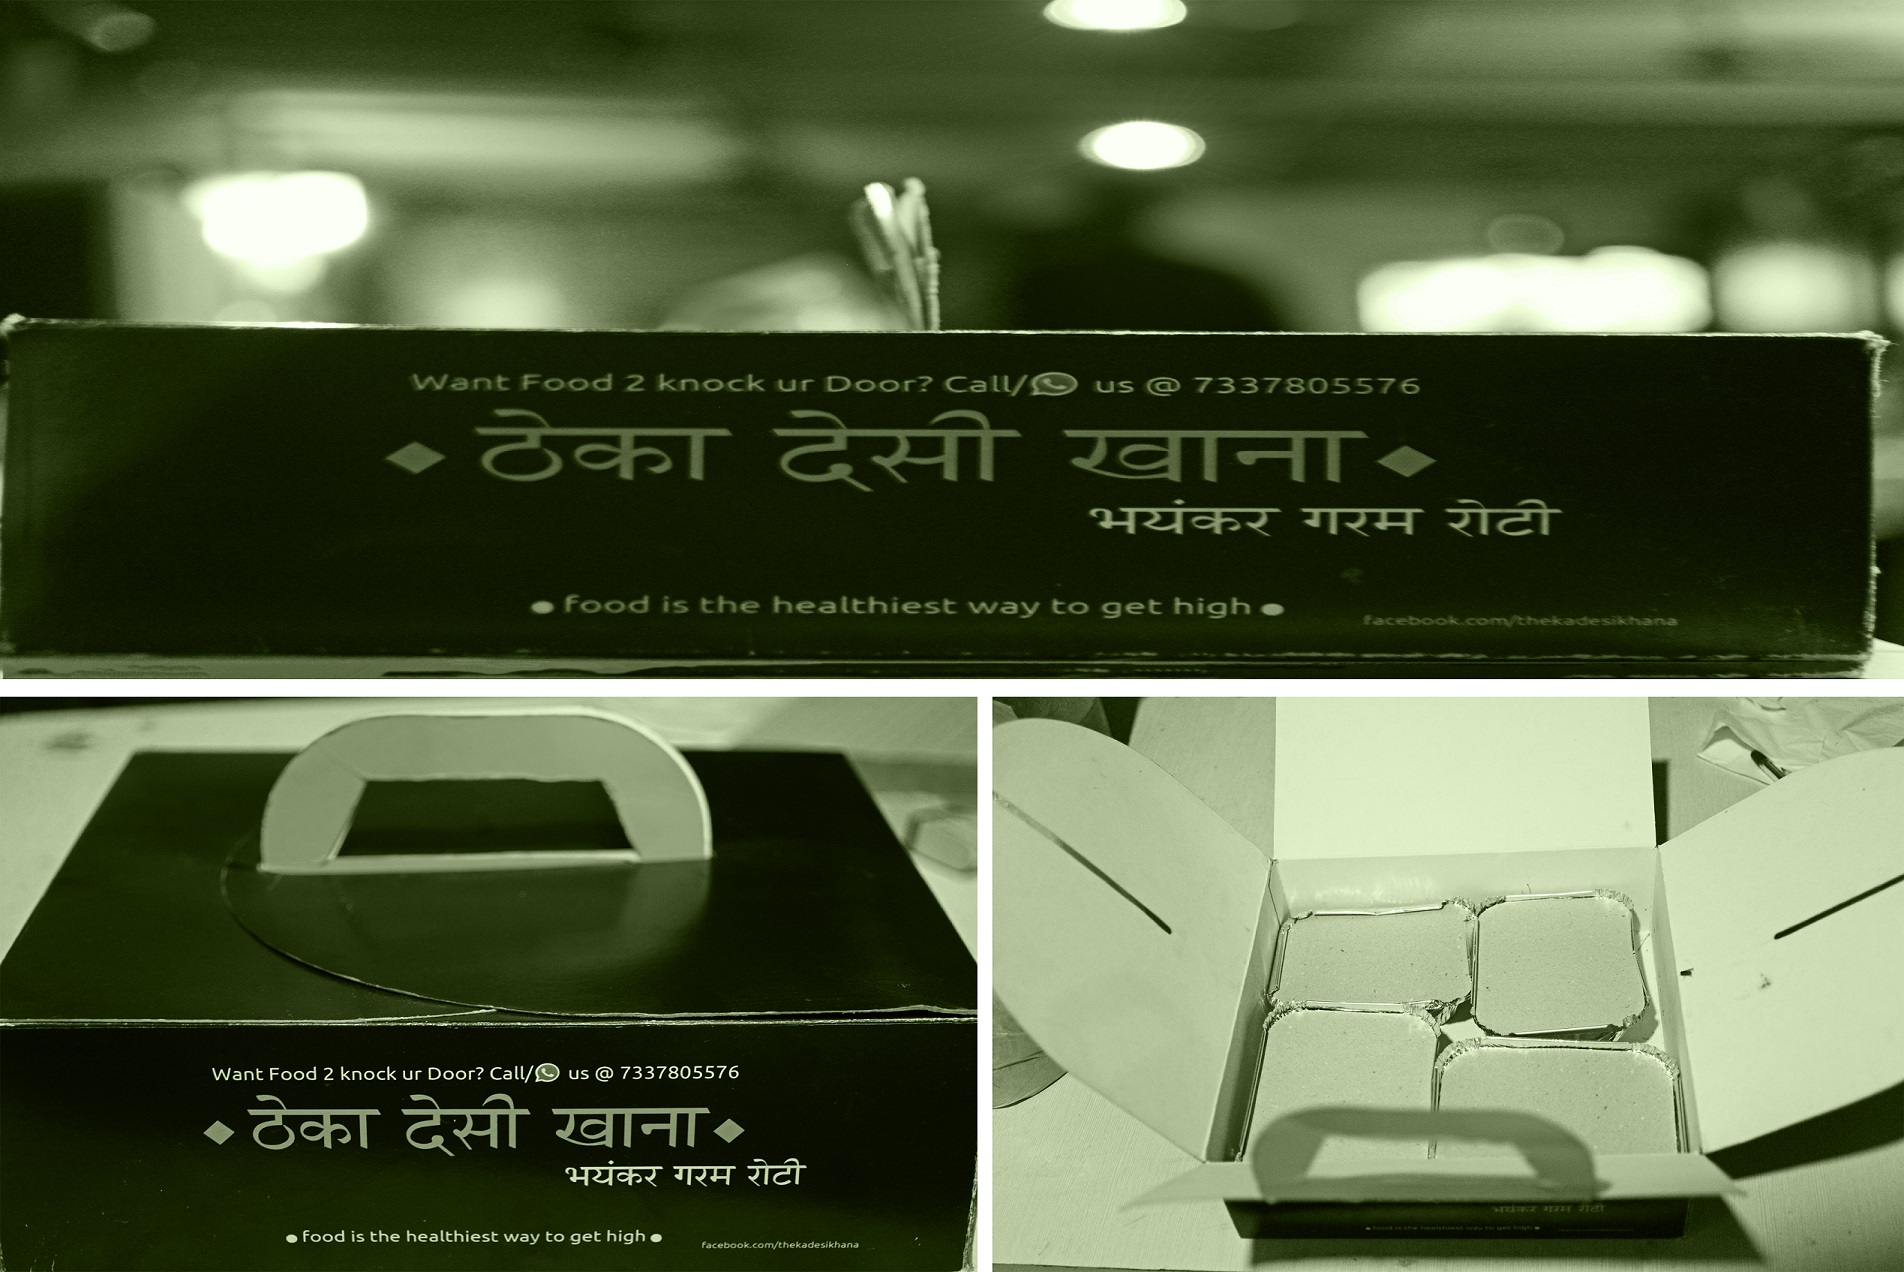 Want Food 2 knock ur Door? Call/ us @ 7337805576
ठेका देसी खाना
भयंकर गरम रोटी
food is the healthiest way to get high
facebook.com/thekadesikhana
Want Food 2 knock ur Door? Call/ us @ 7337805576
ठेका देसी खाना
भयंकर गरम रोटी
food is the healthiest way to get high
facebook.com/thekadesikhana
भयंकर गरम रोटी
food is the healthiest way to get high